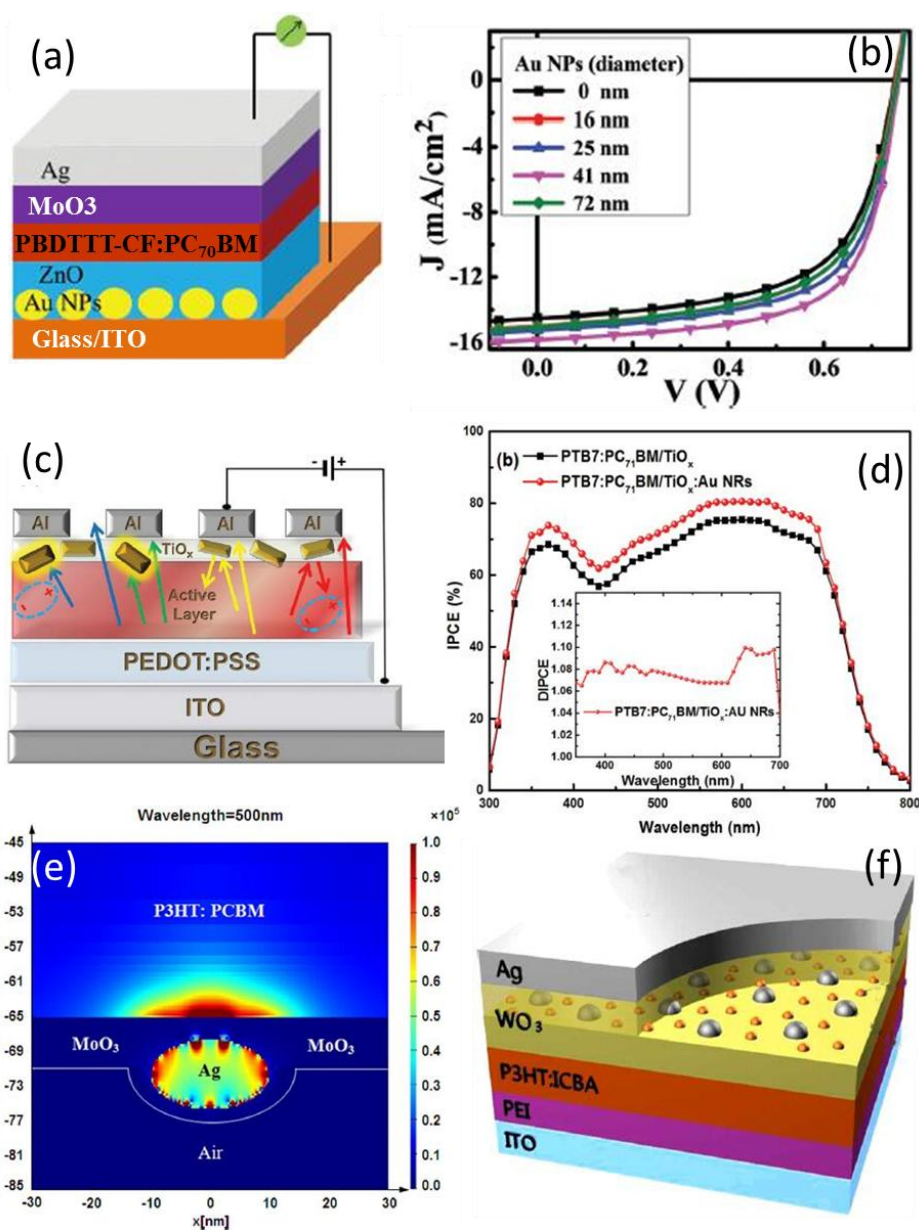 (a)
Ag
MoO3
PBDTTT-CF:PC₇₀BM
ZnO
Au NPs
Glass/ITO
(b)
Au NPs (diameter)
0 nm
16 nm
25 nm
41 nm
72 nm
0
-4
-8
-12
-16
J (mA/cm²)
0.0 0.2 0.4 0.6
V (V)
(c)
- +
Al Al Al Al
TiOₓ
- + - +
Active
Layer
PEDOT:PSS
ITO
Glass
(d)
(b)
PTB7:PC₇₁BM/TiOₓ
PTB7:PC₇₁BM/TiOₓ:Au NRs
100
80
60
40
20
0
IPCE (%)
1.14
1.12
1.10
1.08
1.06
1.04
1.02
1.00
DIPCE
PTB7:PC₇₁BM/TiOₓ:AU NRs
400 500 600 700
Wavelength (nm)
300 400 500 600 700 800
Wavelength (nm)
Wavelength=500nm
×10⁵
(e)
-45
-49
-53
-57
-61
-65
-69
-73
-77
-81
-85
P3HT: PCBM
MoO₃ MoO₃
Ag
Air
1.0
0.9
0.8
0.7
0.6
0.5
0.4
0.3
0.2
0.1
0.0
-30 -20 -10 0 10 20 30
x[nm]
(f)
Ag
WO₃
P3HT:ICBA
PEI
ITO